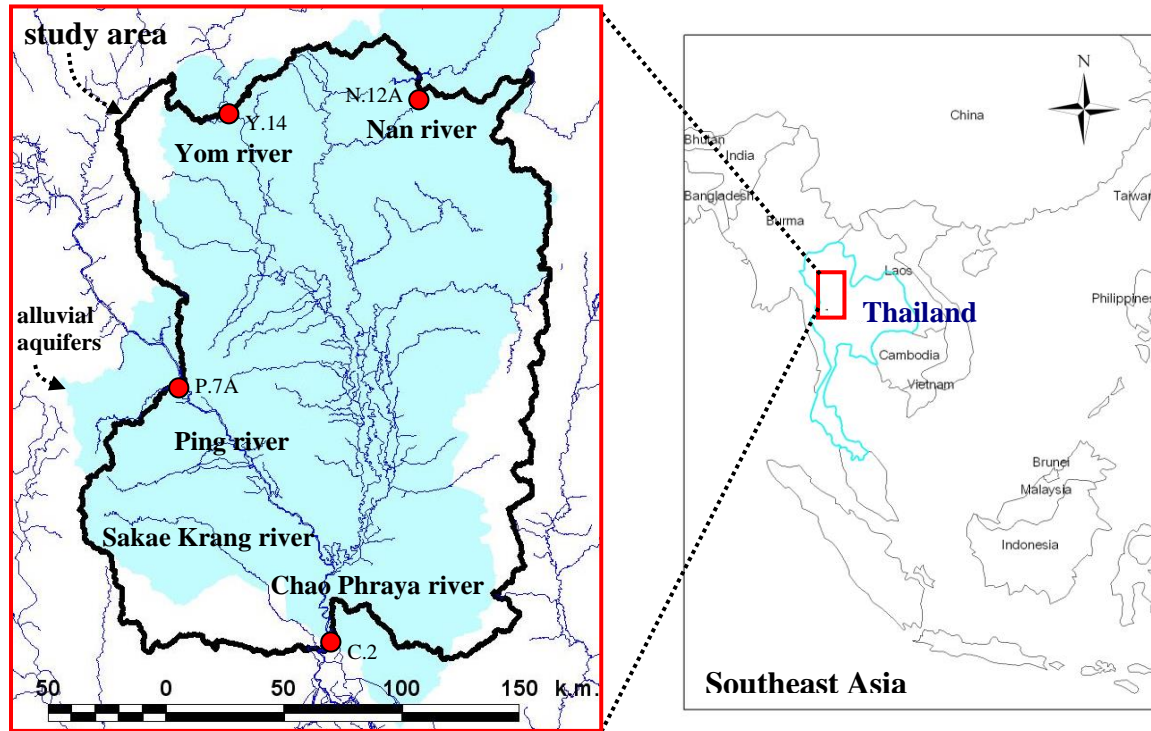 study area
N.12A
Y.14
Nan river
Yom river
alluvial
aquifers
P.7A
Ping river
Sakae Krang river
Chao Phraya river
C.2
50 0 50 100 150 k.m.
N
China
Bhutan
India
Bangladesh
Taiwan
Burma
Laos
Philippines
Thailand
Cambodia
Vietnam
Brunei
Malaysia
Indonesia
Southeast Asia